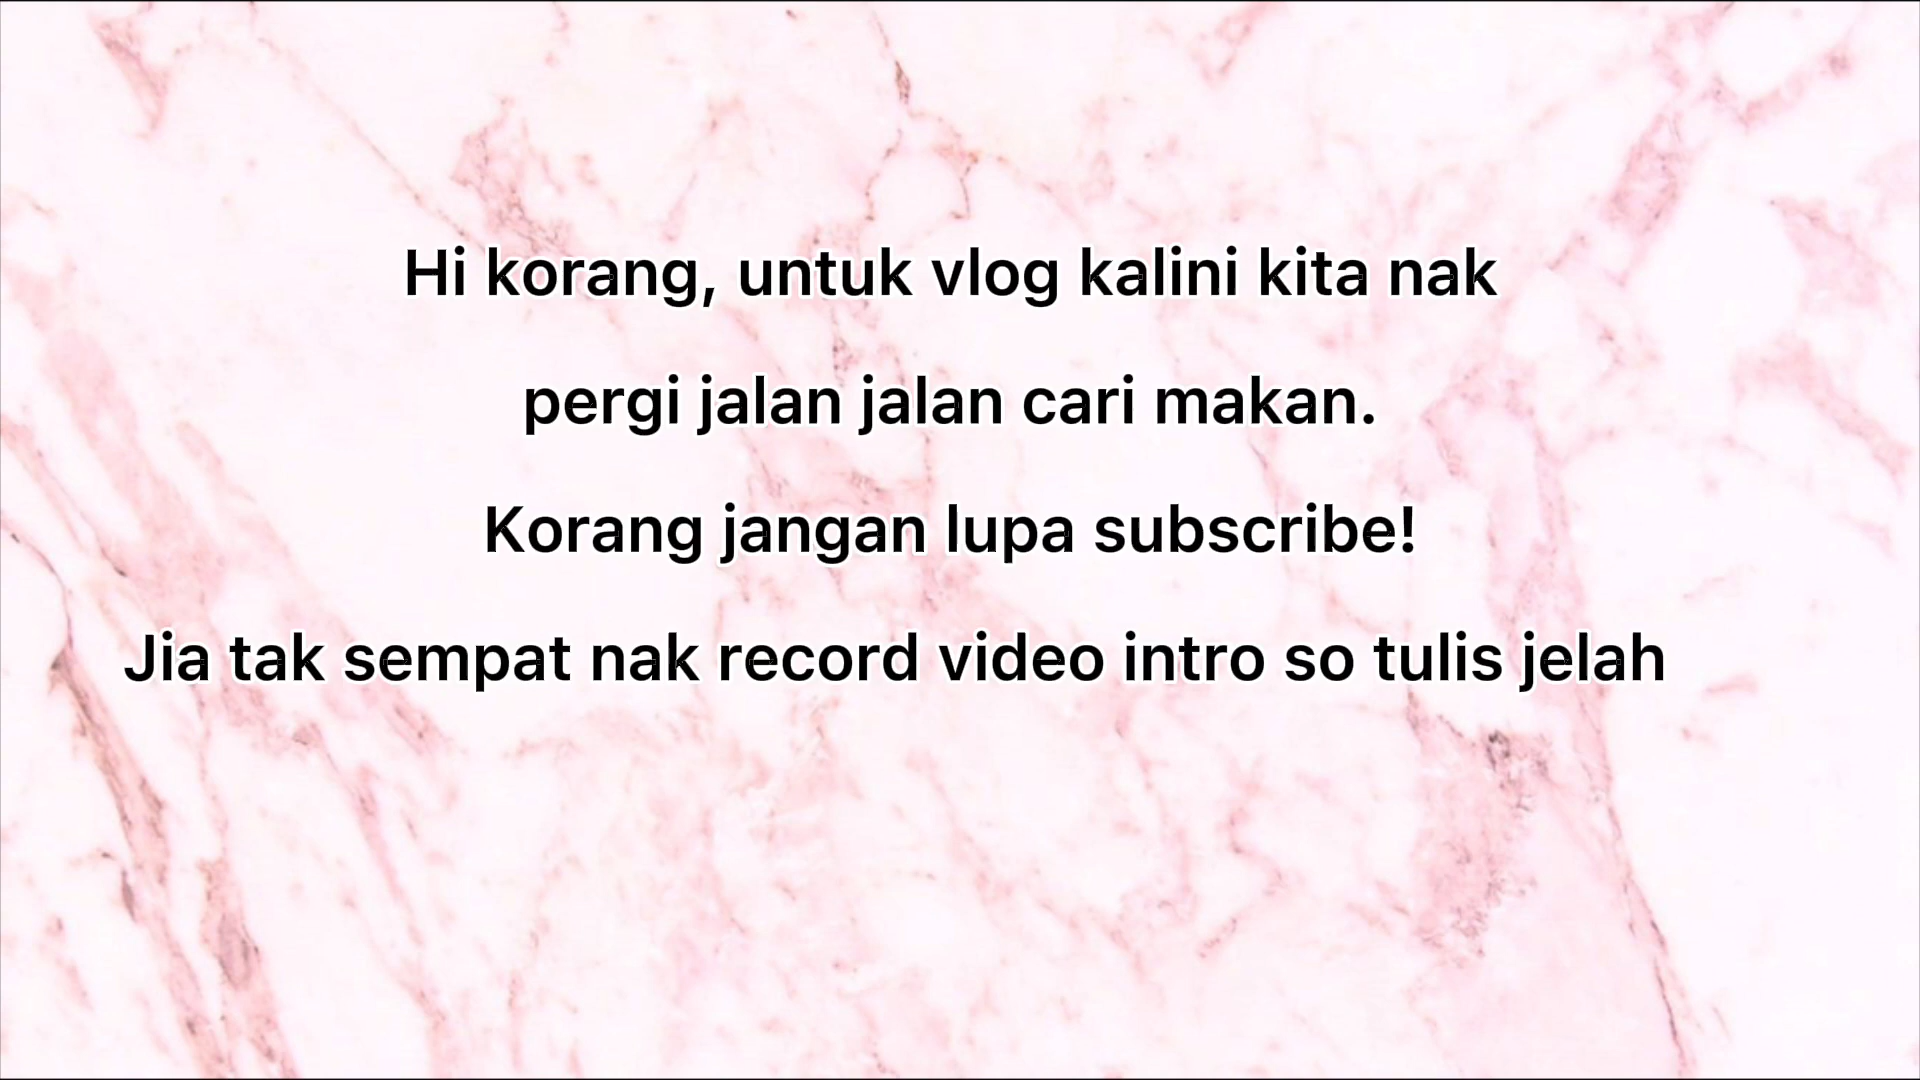 Hi korang, untuk vlog kalini kita nak
pergi jalan jalan cari makan.
Korang jangan lupa subscribe!
Jia tak sempat nak record video intro so tulis jelah